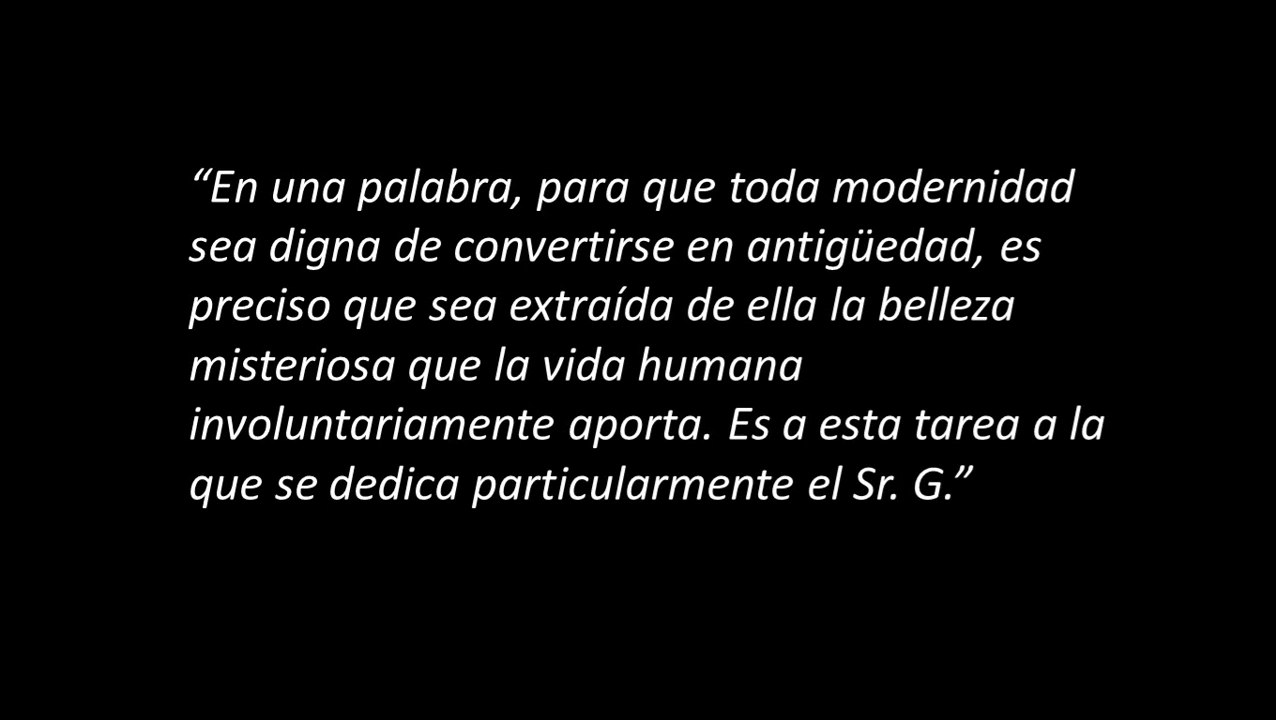 “En una palabra, para que toda modernidad
sea digna de convertirse en antigüedad, es
preciso que sea extraída de ella la belleza
misteriosa que la vida humana
involuntariamente aporta. Es a esta tarea a la
que se dedica particularmente el Sr. G.”